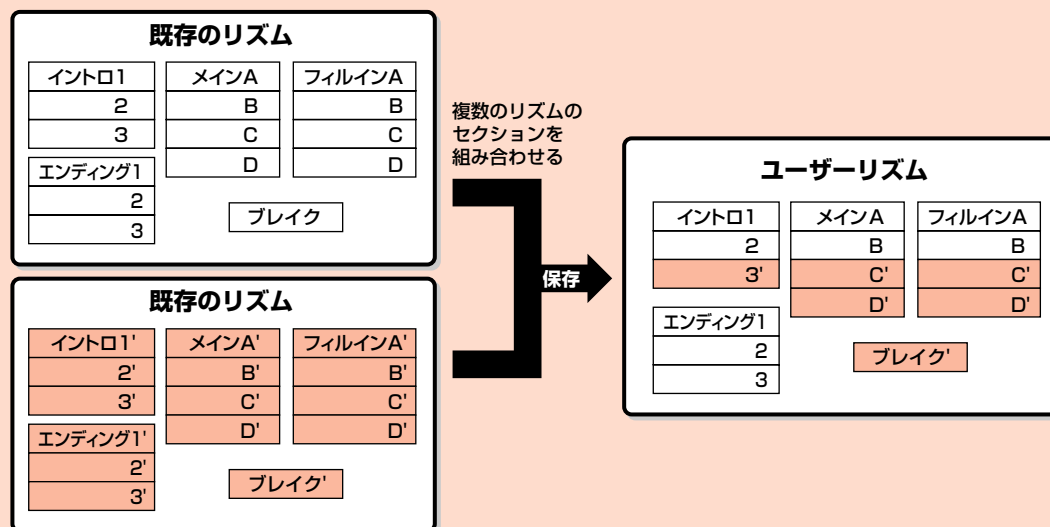 既存のリズム
イントロ1
2
3
エンディング1
2
3
メインA
B
C
D
フィルインA
B
C
D
ブレイク
既存のリズム
イントロ1'
2'
3'
エンディング1'
2'
3'
メインA'
B'
C'
D'
フィルインA'
B'
C'
D'
ブレイク'
複数のリズムの
セクションを
組み合わせる
保存
ユーザーリズム
イントロ1
2
3'
エンディング1
2
3
メインA
B
C'
D'
フィルインA
B
C'
D'
ブレイク'